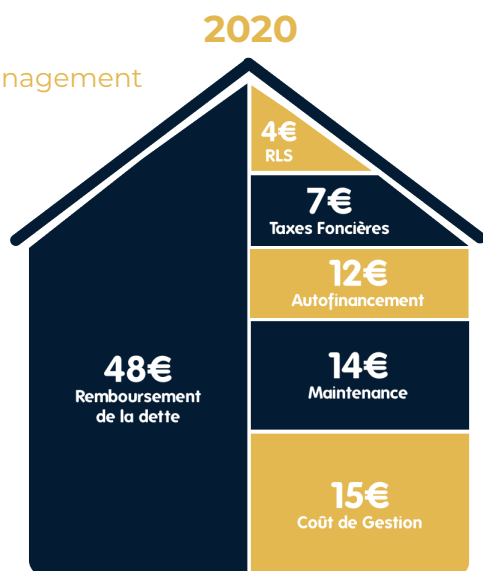 2020
nagement
4€
RLS
7€
Taxes Foncières
12€
Autofinancement
48€
Remboursement
de la dette
14€
Maintenance
15€
Coût de Gestion